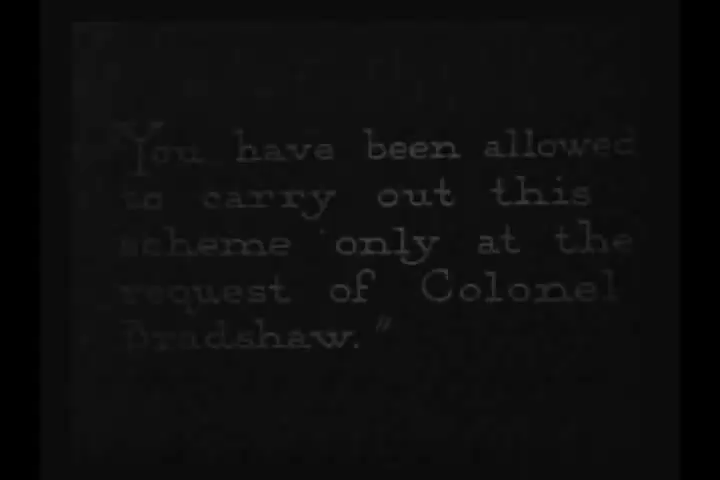 "You have been allowed
to carry out this
scheme only at the
request of Colonel
Bradshaw."